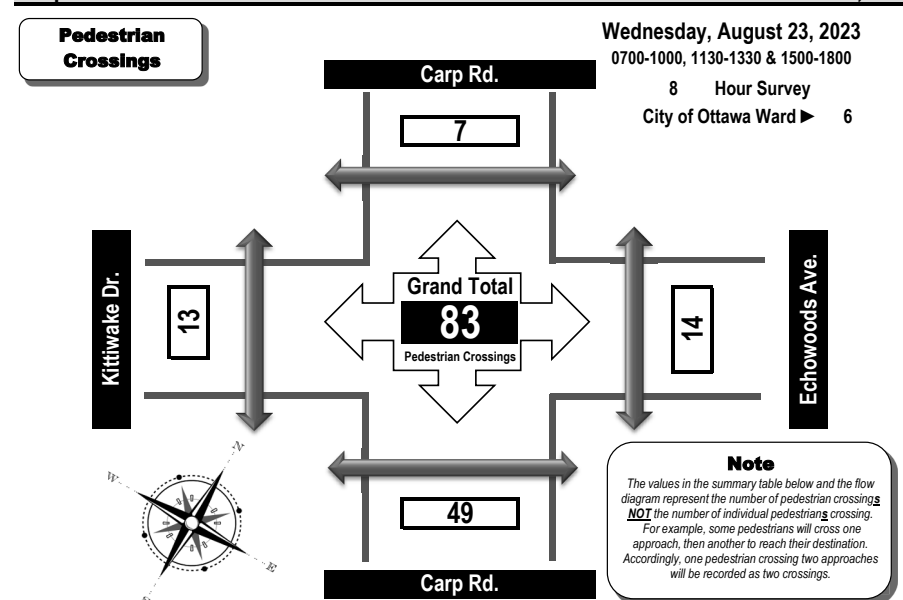 Pedestrian
Crossings
Wednesday, August 23, 2023
0700-1000, 1130-1330 & 1500-1800
8 Hour Survey
City of Ottawa Ward ► 6
Carp Rd.
7
Kittiwake Dr.
13
Grand Total
83
Pedestrian Crossings
14
Echowoods Ave.
N
W
E
S
49
Carp Rd.
Note
The values in the summary table below and the flow
diagram represent the number of pedestrian crossings
NOT the number of individual pedestrians crossing.
For example, some pedestrians will cross one
approach, then another to reach their destination.
Accordingly, one pedestrian crossing two approaches
will be recorded as two crossings.